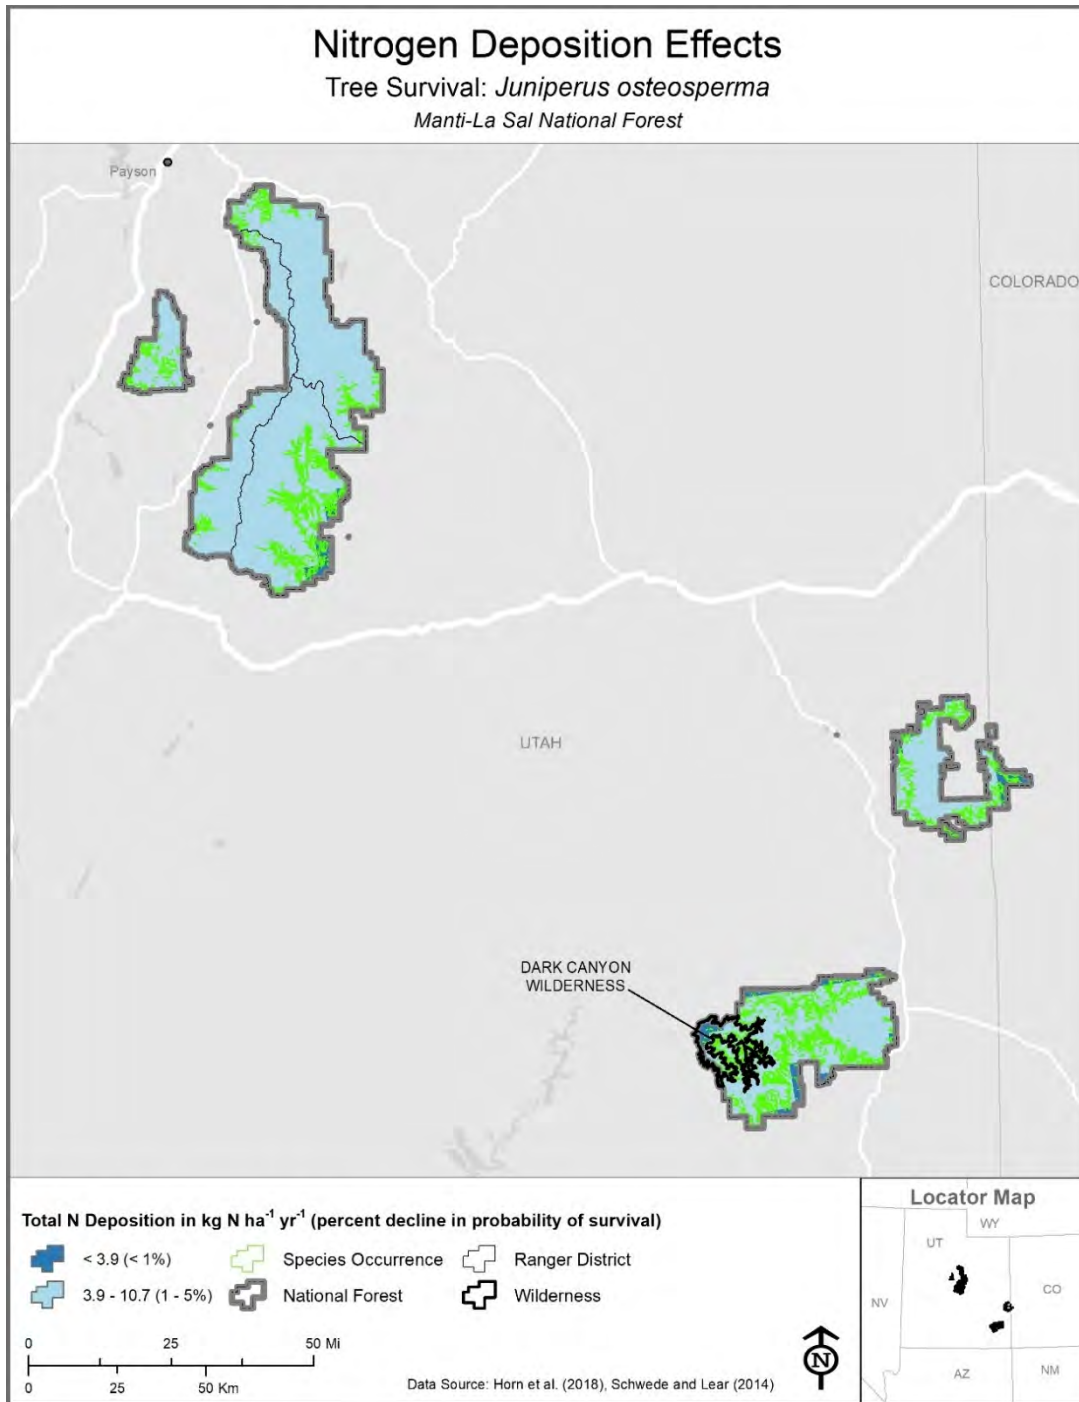 Nitrogen Deposition Effects
Tree Survival: Juniperus osteosperma
Manti-La Sal National Forest
Payson
COLORADO
UTAH
DARK CANYON
WILDERNESS
Total N Deposition in kg N ha⁻¹ yr⁻¹ (percent decline in probability of survival)
< 3.9 (< 1%)
Species Occurrence
Ranger District
3.9 - 10.7 (1 - 5%)
National Forest
Wilderness
0 25 50 Mi
0 25 50 Km
N
Data Source: Horn et al. (2018), Schwede and Lear (2014)
Locator Map
WY
UT
NV
CO
AZ
NM